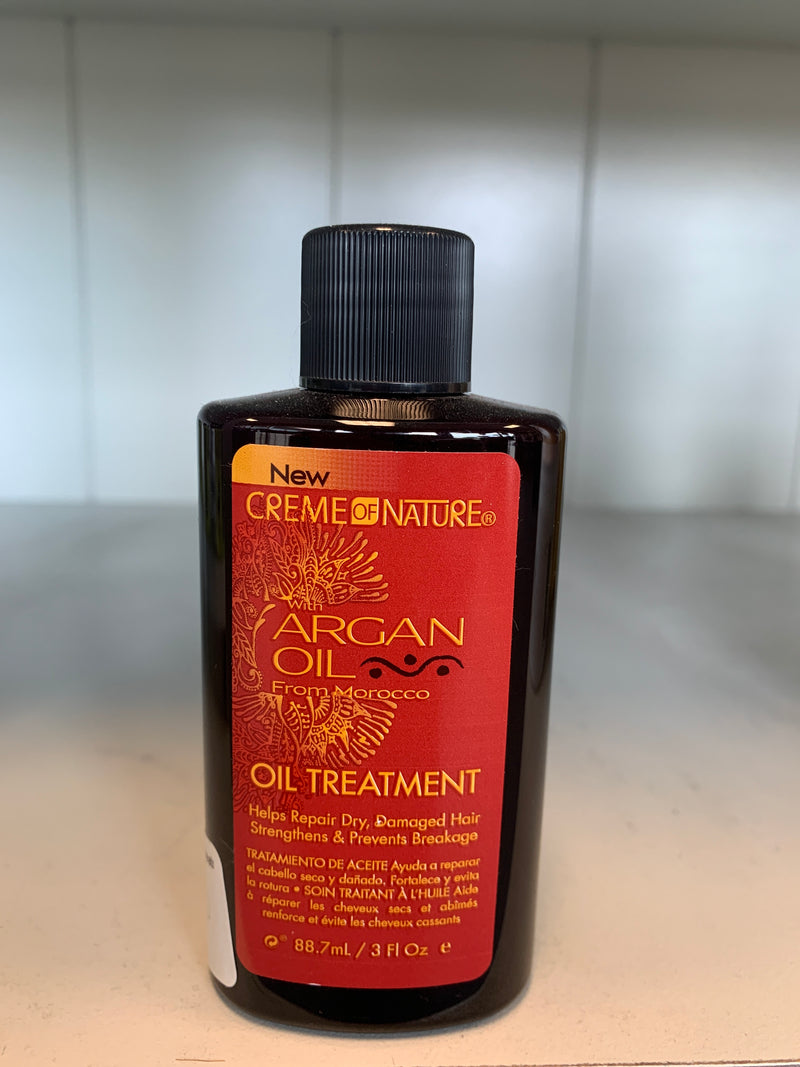 New
CREME OF NATURE®
With
ARGAN
OIL
From Morocco
OIL TREATMENT
Helps Repair Dry, Damaged Hair
Strengthens & Prevents Breakage
TRATAMIENTO DE ACEITE Ayuda a reparar
el cabello seco y dañado. Fortalece y evita
la rotura • SOIN TRAITANT À L'HUILE Aide
à réparer les cheveux secs et abîmés
renforce et évite les cheveux cassants
88.7mL / 3 Fl Oz e